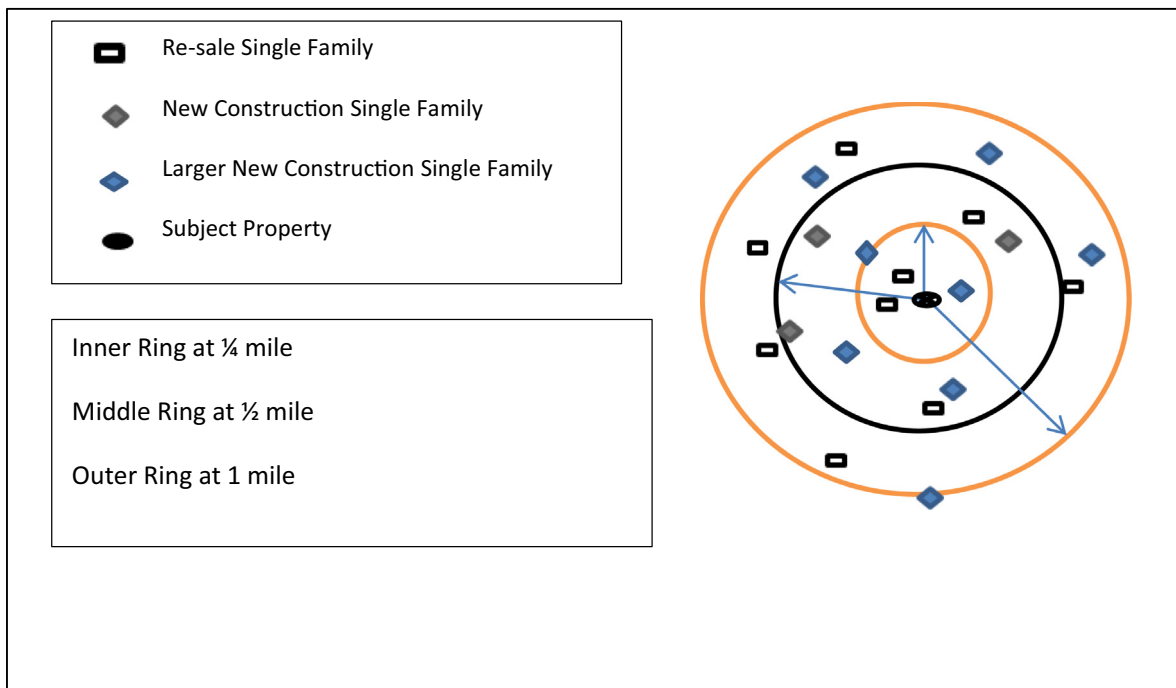 Re-sale Single Family
New Construction Single Family
Larger New Construction Single Family
Subject Property
Inner Ring at ¼ mile
Middle Ring at ½ mile
Outer Ring at 1 mile